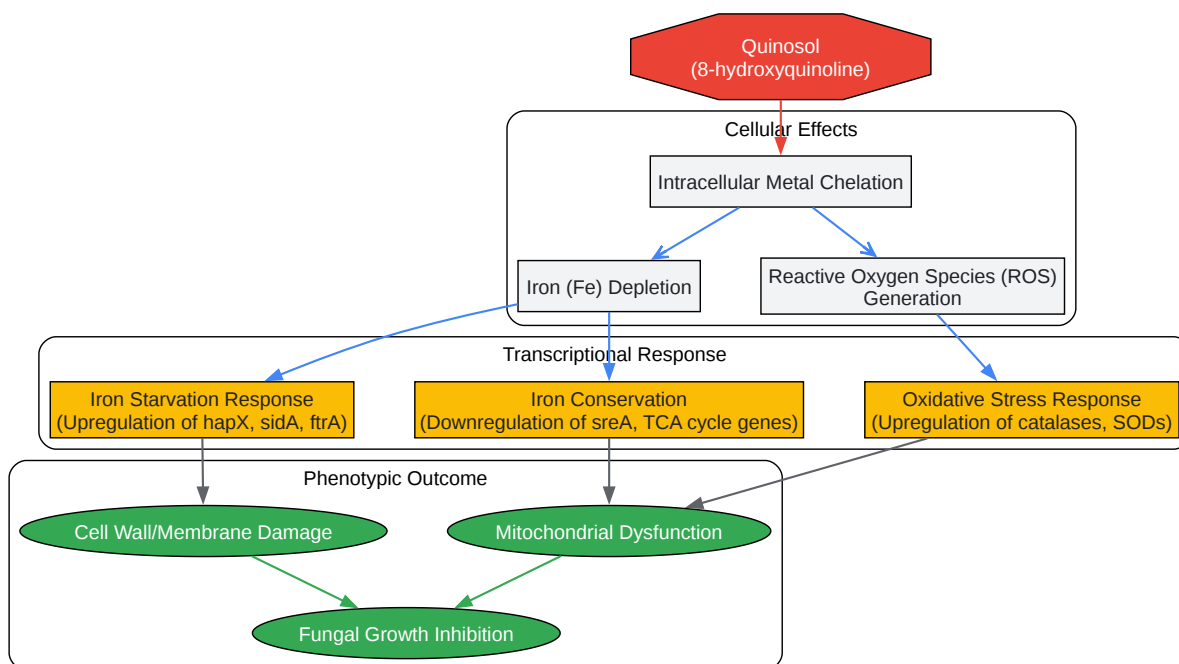 Quinosol
(8-hydroxyquinoline)
Cellular Effects
Intracellular Metal Chelation
Iron (Fe) Depletion
Reactive Oxygen Species (ROS)
Generation
Transcriptional Response
Iron Starvation Response
(Upregulation of hapX, sidA, ftrA)
Iron Conservation
(Downregulation of sreA, TCA cycle genes)
Oxidative Stress Response
(Upregulation of catalases, SODs)
Phenotypic Outcome
Cell Wall/Membrane Damage
Mitochondrial Dysfunction
Fungal Growth Inhibition